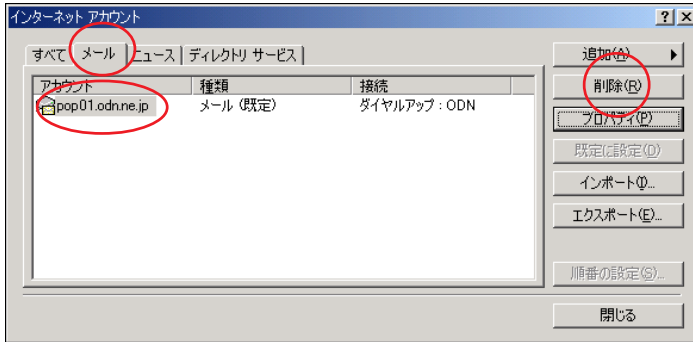 インターネット アカウント
すべて メール ニュース ディレクトリ サービス
追加(A)
アカウント 種類 接続
削除(R)
pop01.odn.ne.jp メール (既定) ダイヤルアップ : ODN
プロパティ(P)
既定に設定(D)
インポート(I)...
エクスポート(E)...
順番の設定(S)...
閉じる